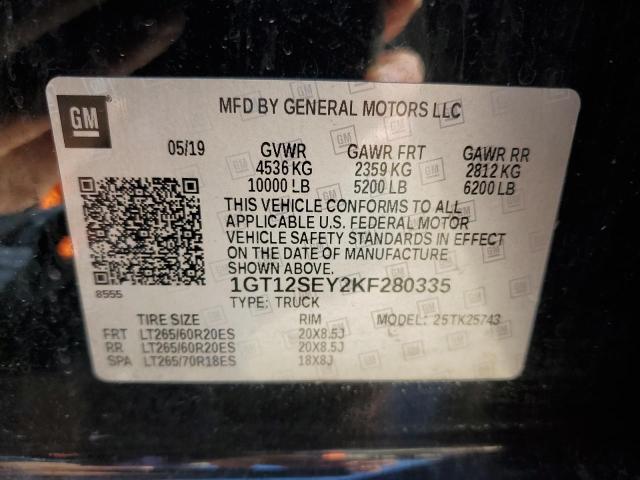 GM
MFD BY GENERAL MOTORS LLC
05/19 GVWR GAWR FRT GAWR RR
4536 KG 2359 KG 2812 KG
10000 LB 5200 LB 6200 LB
THIS VEHICLE CONFORMS TO ALL
APPLICABLE U.S. FEDERAL MOTOR
VEHICLE SAFETY STANDARDS IN EFFECT
ON THE DATE OF MANUFACTURE
SHOWN ABOVE.
8555
1GT12SEY2KF280335
TYPE: TRUCK
TIRE SIZE RIM MODEL: 25TK25743
FRT LT265/60R20ES 20X8.5J
RR LT265/60R20ES 20X8.5J
SPA LT265/70R18ES 18X8J